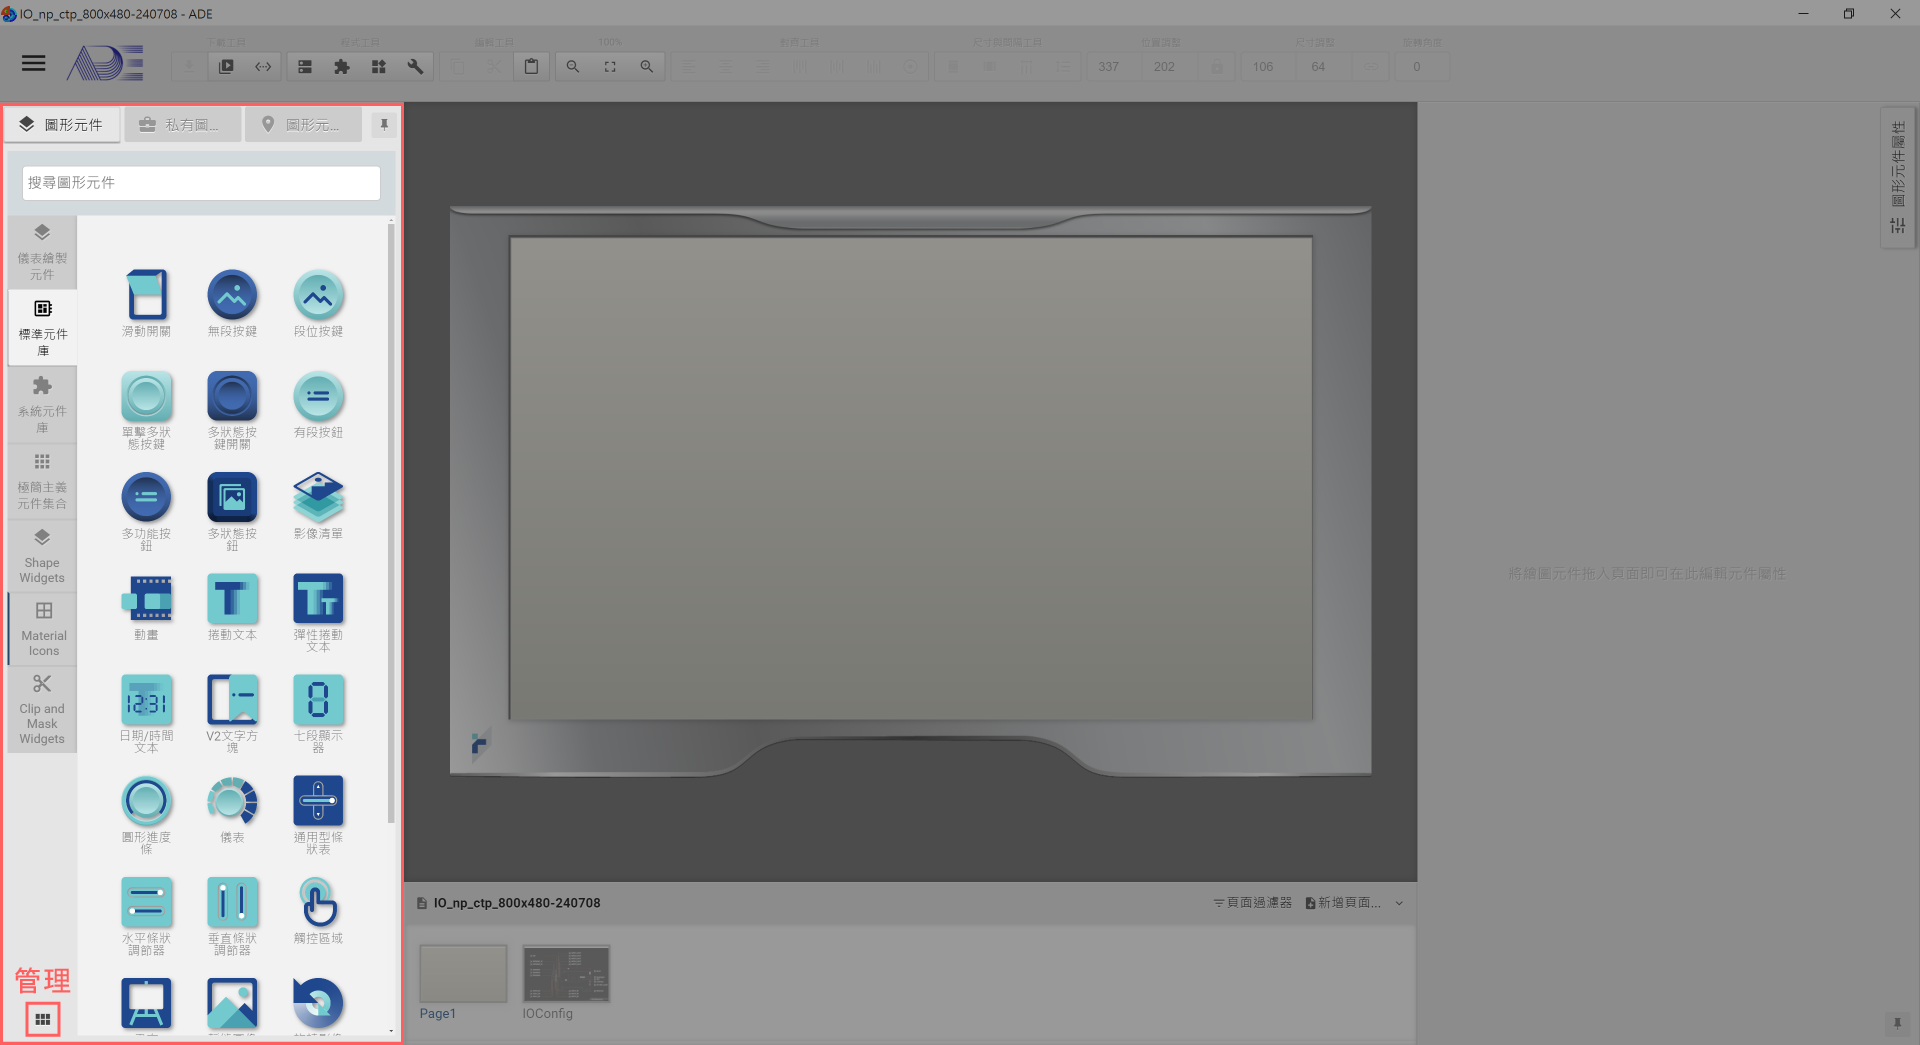 IO_np_ctp_800x480-240708 - ADE
下載工具
程式工具
編輯工具
100%
對齊工具
尺寸與間隔工具
位置調整
尺寸調整
旋轉角度
ADE
337
202
106
64
0
圖形元件
私有圖...
圖形元...
搜尋圖形元件
儀表繪製
元件
標準元件
庫
系統元件
庫
極簡主義
元件集合
Shape
Widgets
Material
Icons
Clip and
Mask
Widgets
管理
滑動開關
無段按鍵
段位按鍵
單擊多狀
態按鍵
多狀態按
鍵開關
有段按鈕
多功能按
鈕
多狀態按
鈕
影像清單
動畫
捲動文本
彈性捲動
文本
12:31
日期/時間
文本
V2文字方
塊
七段顯示
器
圓形進度
條
儀表
通用型條
狀表
水平條狀
調節器
垂直條狀
調節器
觸控區域
圖形元件屬性
將繪圖元件拖入頁面即可在此編輯元件屬性
IO_np_ctp_800x480-240708
頁面過濾器
新增頁面...
Page1
IOConfig